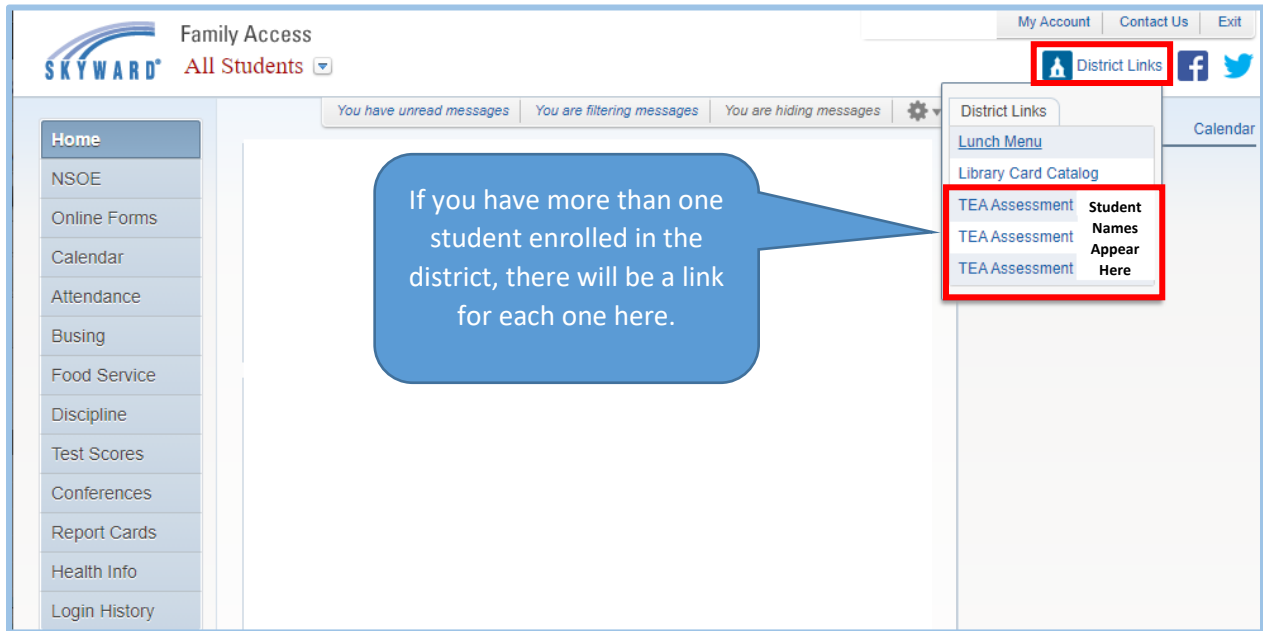 My Account Contact Us Exit
Family Access
SKYWARD®
All Students
District Links
You have unread messages You are filtering messages You are hiding messages
District Links
Calendar
Lunch Menu
Library Card Catalog
TEA Assessment
TEA Assessment
TEA Assessment
Student
Names
Appear
Here
Home
NSOE
Online Forms
Calendar
Attendance
Busing
Food Service
Discipline
Test Scores
Conferences
Report Cards
Health Info
Login History
If you have more than one
student enrolled in the
district, there will be a link
for each one here.